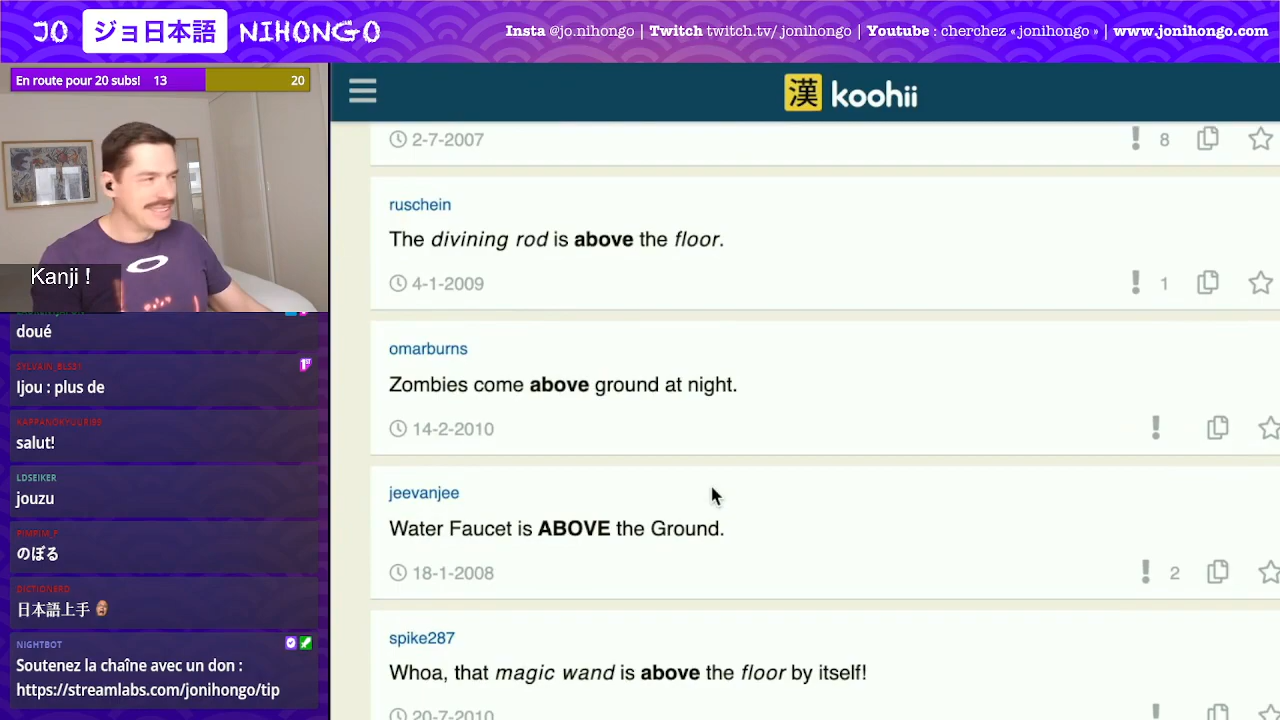 JO ジョ日本語 NIHONGO
Insta @jo.nihongo | Twitch twitch.tv/ jonihongo | Youtube : cherchez « jonihongo » | www.jonihongo.com
En route pour 20 subs! 13 20
Kanji !
doué
SYLVAIN_BLS31
Ijou : plus de
salut!
LDSEIKER
jouzu
PIMPIM_P
のぼる
DICTIONERD
日本語上手
NIGHTBOT
Soutenez la chaîne avec un don :
https://streamlabs.com/jonihongo/tip
漢 koohii
2-7-2007 8
ruschein
The divining rod is above the floor.
4-1-2009 1
omarburns
Zombies come above ground at night.
14-2-2010
jeevanjee
Water Faucet is ABOVE the Ground.
18-1-2008 2
spike287
Whoa, that magic wand is above the floor by itself!
20-7-2010